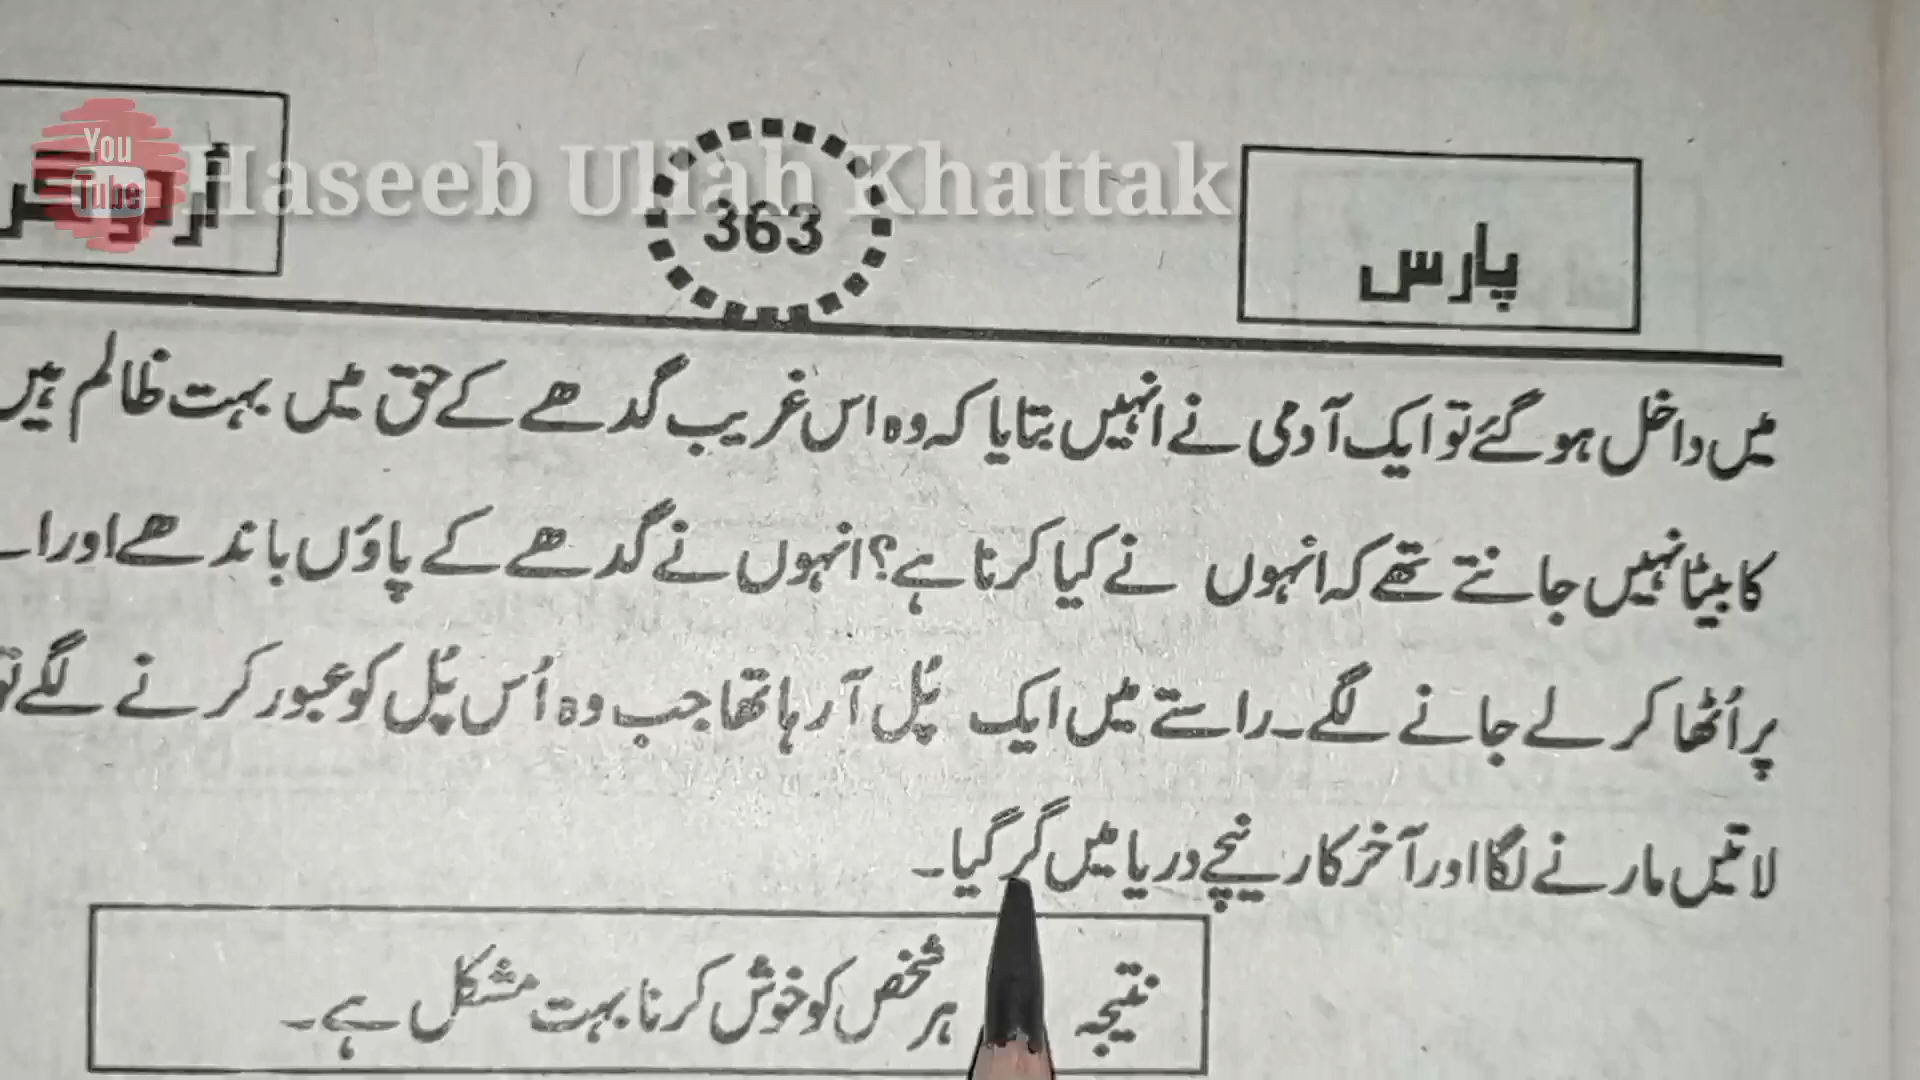 You Tube Haseeb Ullah Khattak
پارس
363
میں داخل ہو گئے تو ایک آدمی نے انہیں بتایا کہ وہ اس غریب گدھے کے حق میں بہت ظالم ہیں
کا بیٹا نہیں جانتے تھے کہ انہوں نے کیا کرنا ہے؟ انہوں نے گدھے کے پاؤں باندھے اور
پر اُٹھا کر لے جانے لگے۔ راستے میں ایک پُل آ رہا تھا جب وہ اُس پُل کو عبور کرنے لگے تو
لاتیں مارنے لگا اور آخر کار نیچے دریا میں گر گیا۔
نتیجہ ہر شخص کو خوش کرنا بہت مشکل ہے۔